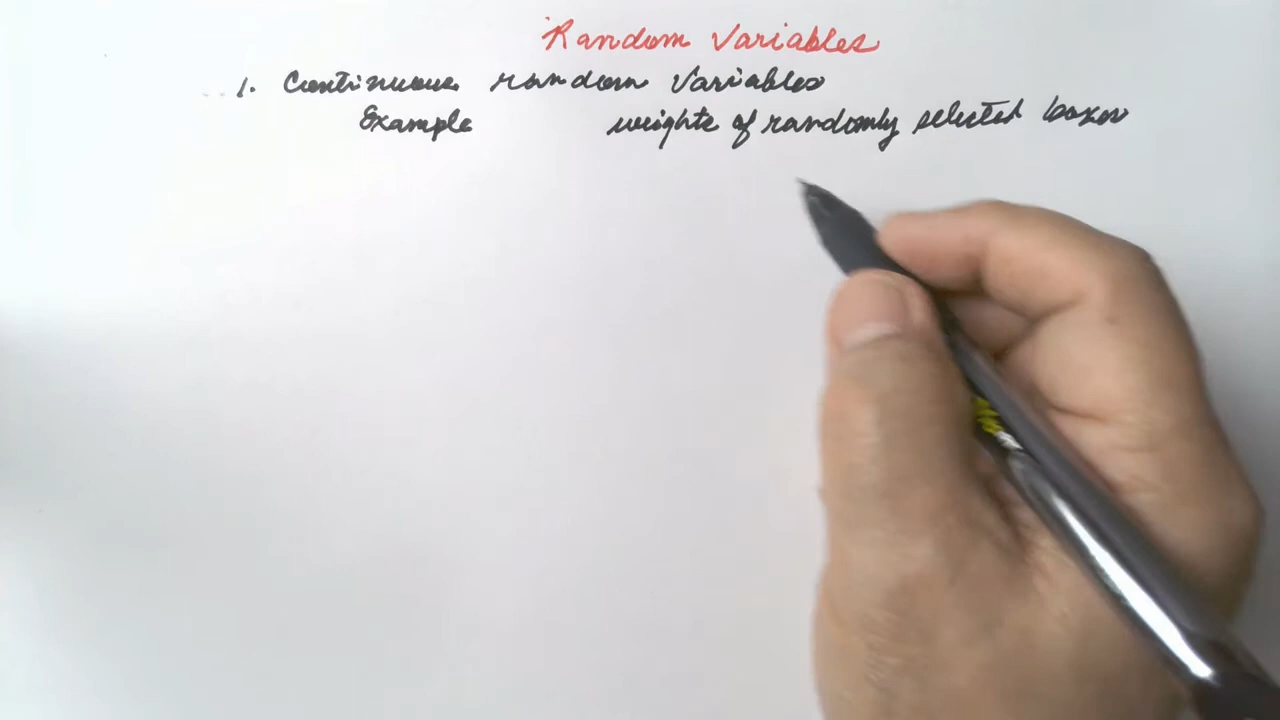 Random Variables
1. Continuous random variables
Example weights of randomly selected boxes